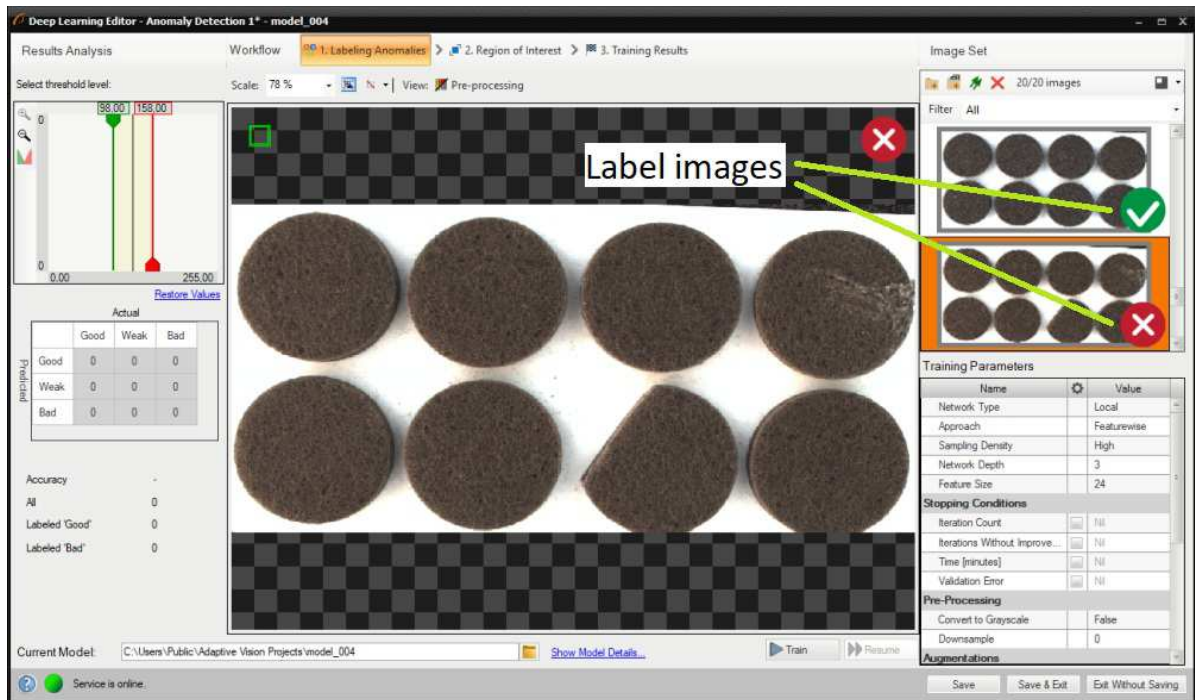 Deep Learning Editor - Anomaly Detection 1* - model_004
Results Analysis
Workflow 1. Labeling Anomalies > 2. Region of Interest > 3. Training Results
Image Set
Select threshold level:
Scale: 78 % View: Pre-processing
20/20 images
Filter All
98.00 158.00
0
0
0.00 255.00
Restore Values
Label images
Actual
Good Weak Bad
Predicted
Good 0 0 0
Weak 0 0 0
Bad 0 0 0
Accuracy -
All 0
Labeled 'Good' 0
Labeled 'Bad' 0
Training Parameters
Name Value
Network Type Local
Approach Featurewise
Sampling Density High
Network Depth 3
Feature Size 24
Stopping Conditions
Iteration Count Nil
Iterations Without Improve... Nil
Time [minutes] Nil
Validation Error Nil
Pre-Processing
Convert to Grayscale False
Downsample 0
Augmentations
Current Model: C:\Users\Public\Adaptive Vision Projects\model_004 Show Model Details... Train Resume
Service is online.
Save Save & Exit Exit Without Saving